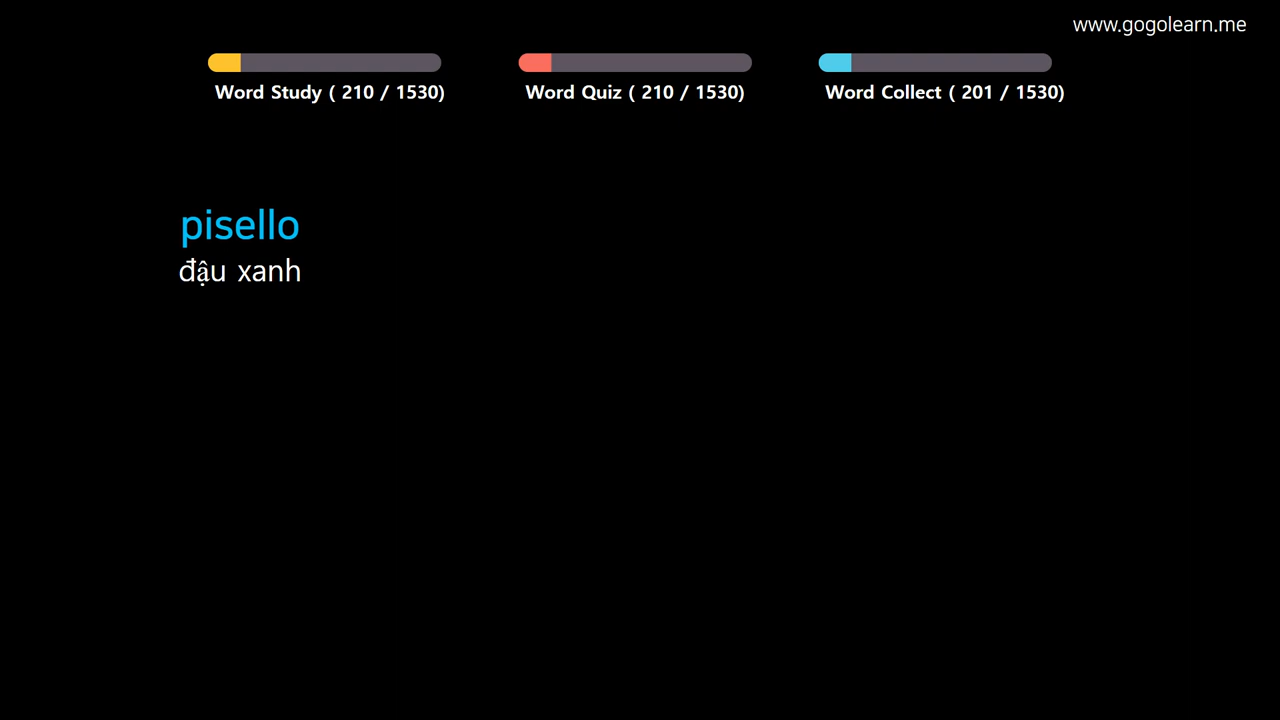 www.gogolearn.me
Word Study ( 210 / 1530)
Word Quiz ( 210 / 1530)
Word Collect ( 201 / 1530)
pisello
đậu xanh